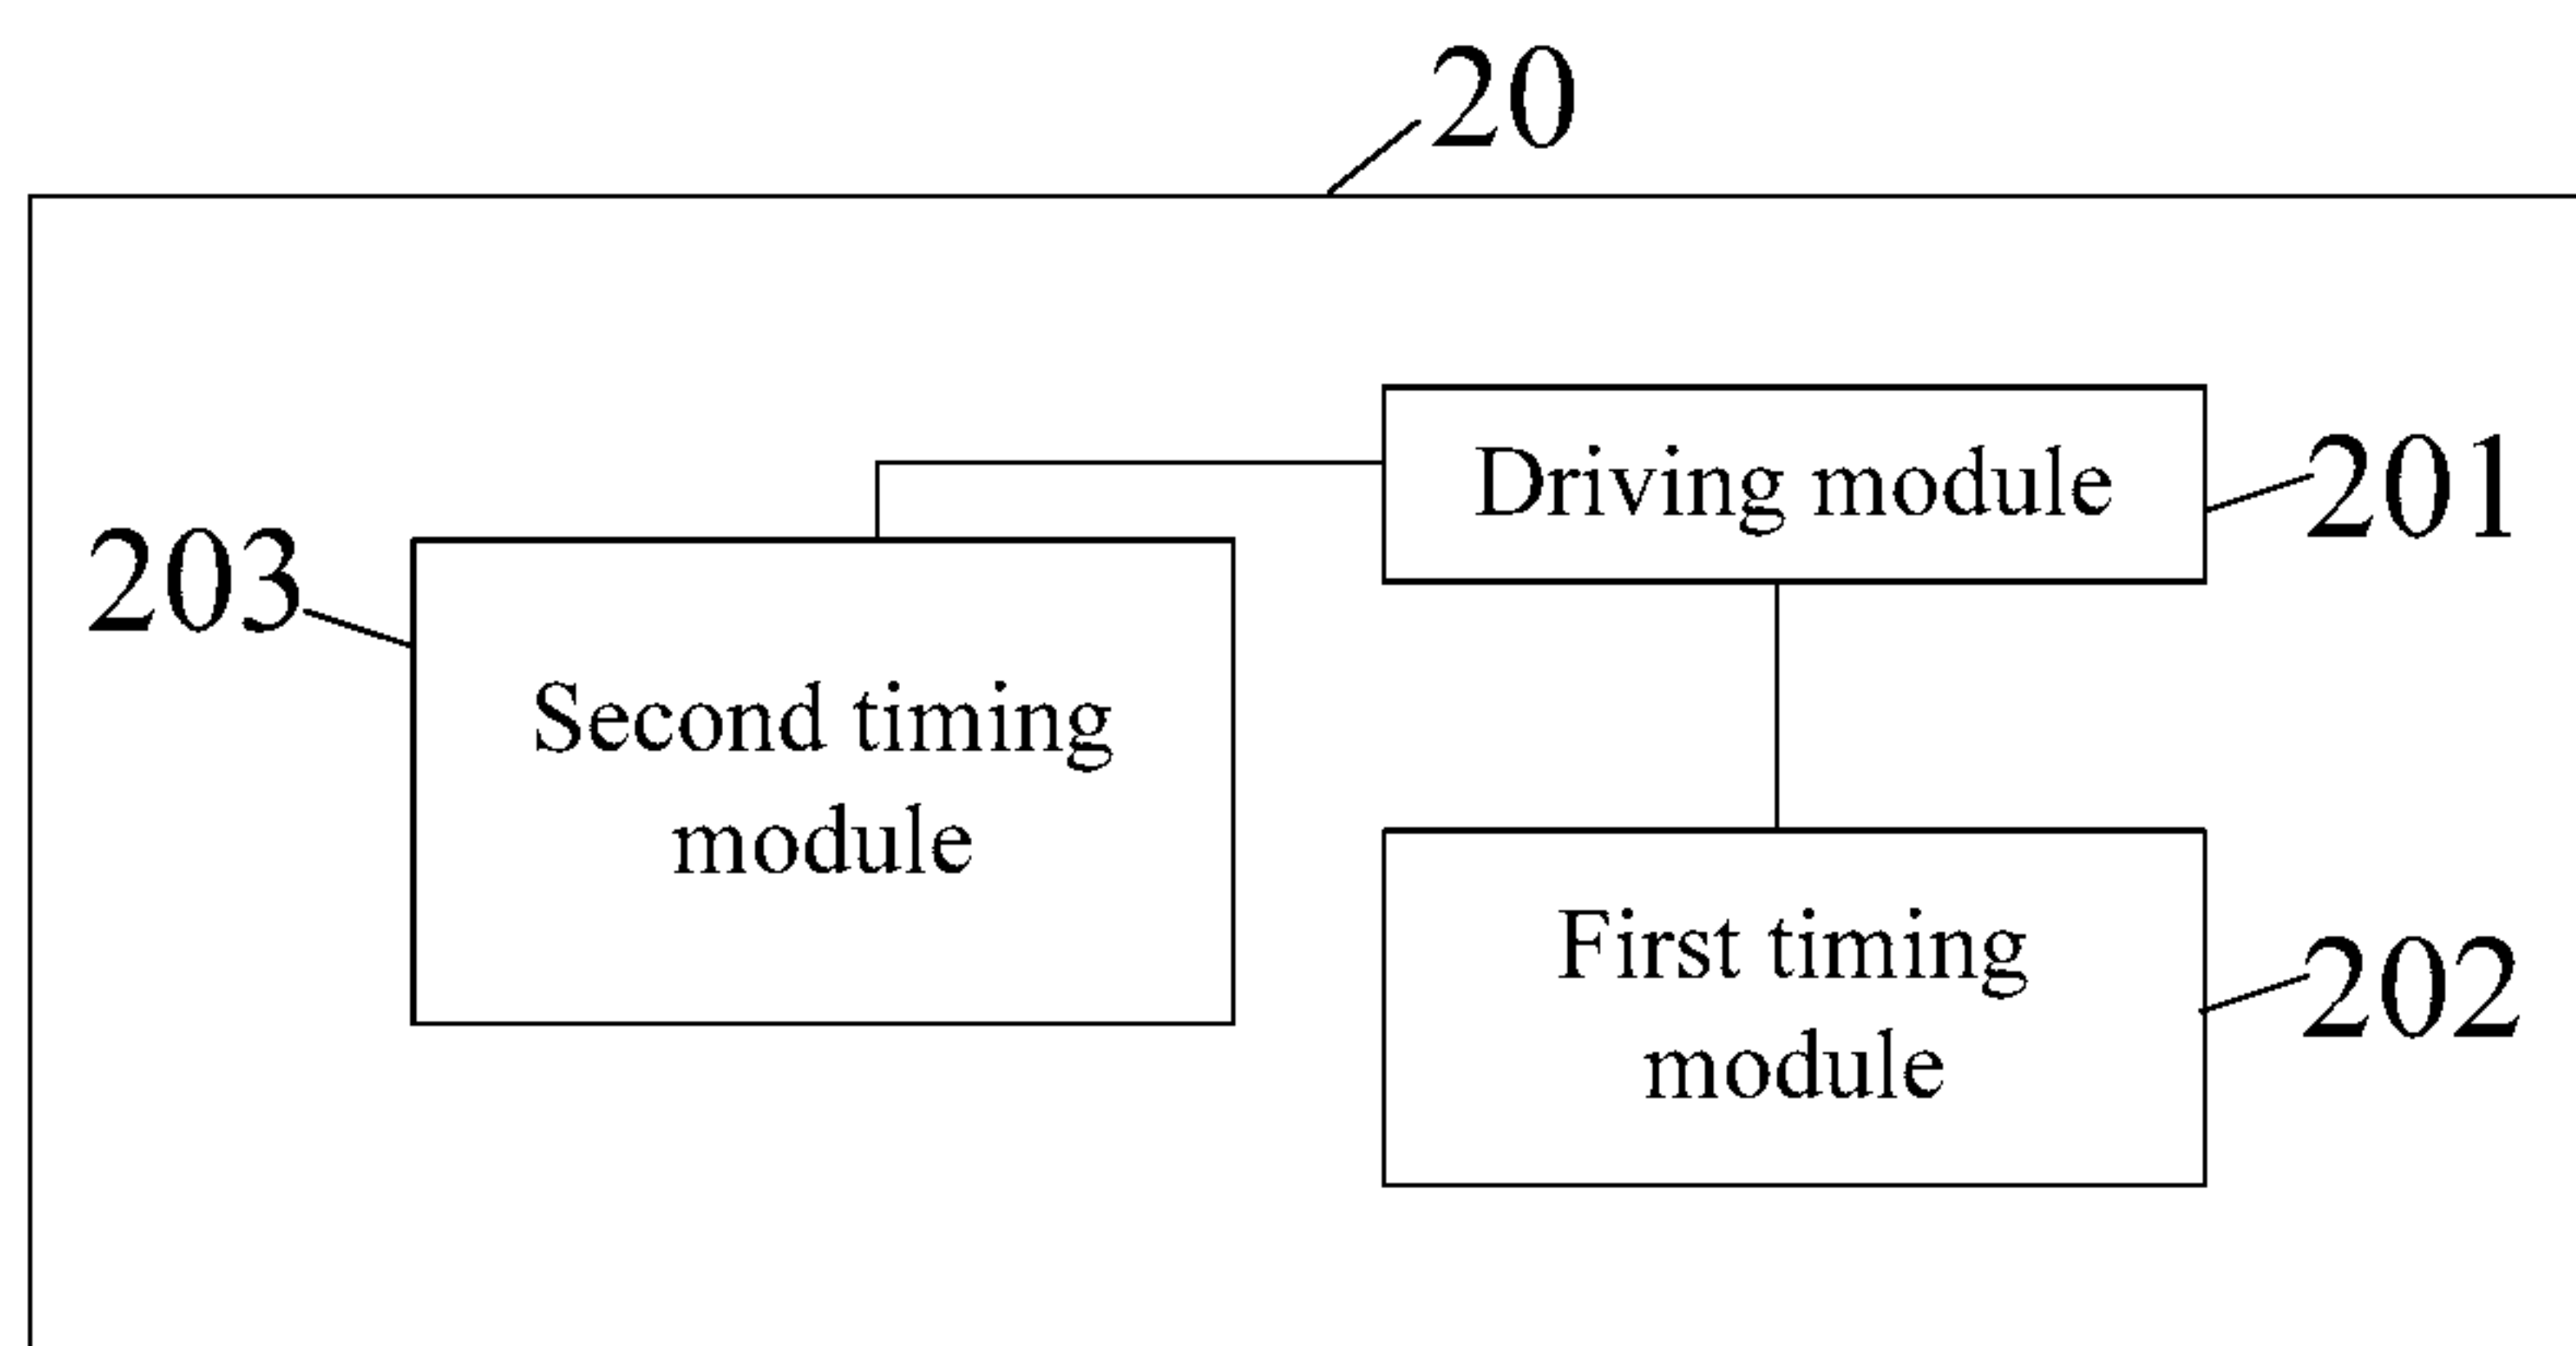 20
Driving module
201
203
Second timing
module
First timing
module
202